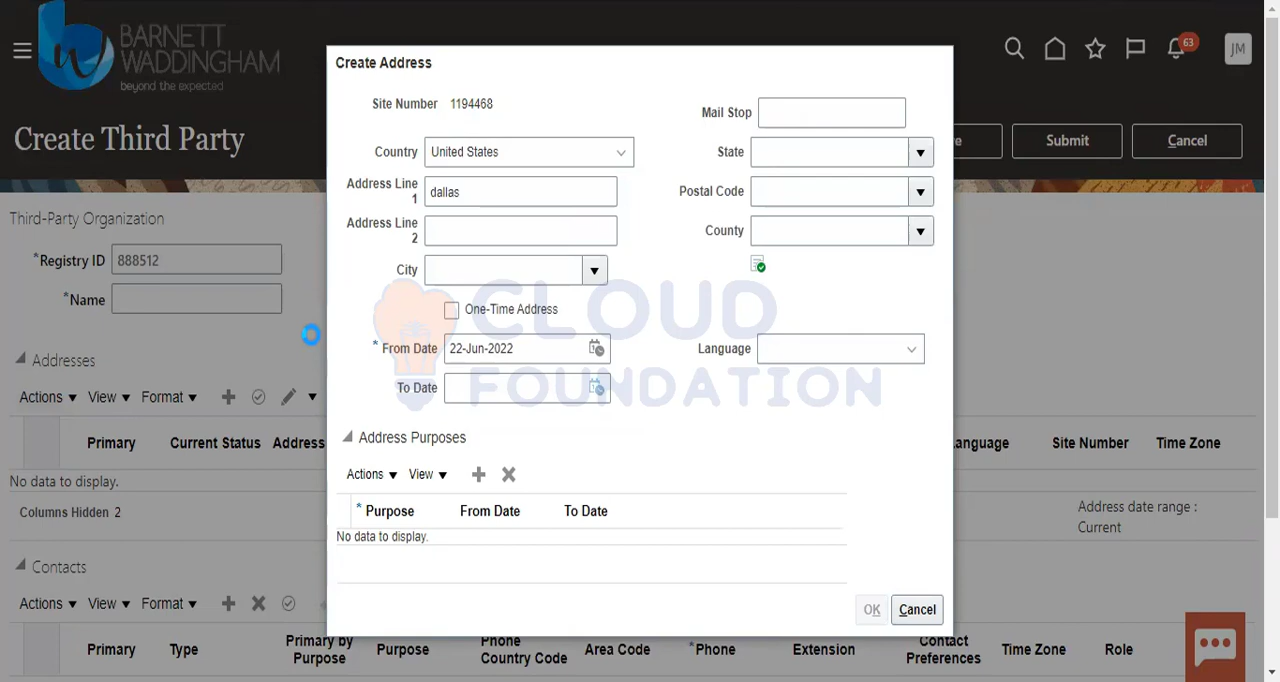 BARNETT
WADDINGHAM
beyond the expected
63
JM
Create Third Party
Submit
Cancel
Third-Party Organization
*Registry ID 888512
*Name
Addresses
Actions View Format
Primary Current Status Address
No data to display.
Columns Hidden 2
Site Number Time Zone
Address date range :
Current
Contacts
Actions View Format
Primary Type Primary by
Purpose Purpose Phone
Country Code Area Code *Phone Extension Contact
Preferences Time Zone Role
Create Address
Site Number 1194468
Mail Stop
Country United States
State
Address Line
1 dallas
Postal Code
Address Line
2
County
City
One-Time Address
* From Date 22-Jun-2022
Language
To Date
Address Purposes
Actions View
* Purpose From Date To Date
No data to display.
OK Cancel
CLOUD
FOUNDATION